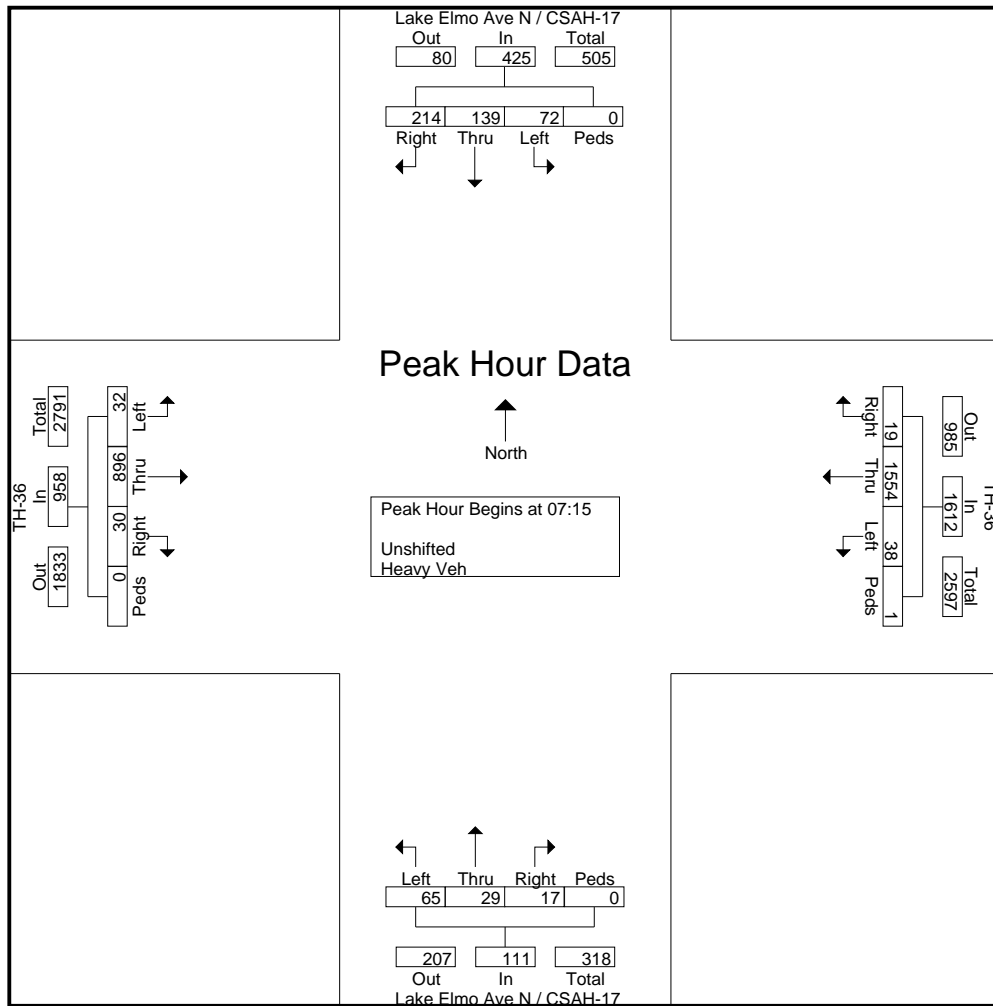 Lake Elmo Ave N / CSAH-17
Out In Total
80 425 505
214 139 72 0
Right Thru Left Peds
Peak Hour Data
North
Peak Hour Begins at 07:15
Unshifted
Heavy Veh
TH-36
Total In Out
2791 958 1833
32 896 30 0
Left Thru Right Peds
TH-36
Out In Total
985 1612 2597
19 1554 38 1
Right Thru Left Peds
Left Thru Right Peds
65 29 17 0
207 111 318
Out In Total
Lake Elmo Ave N / CSAH-17